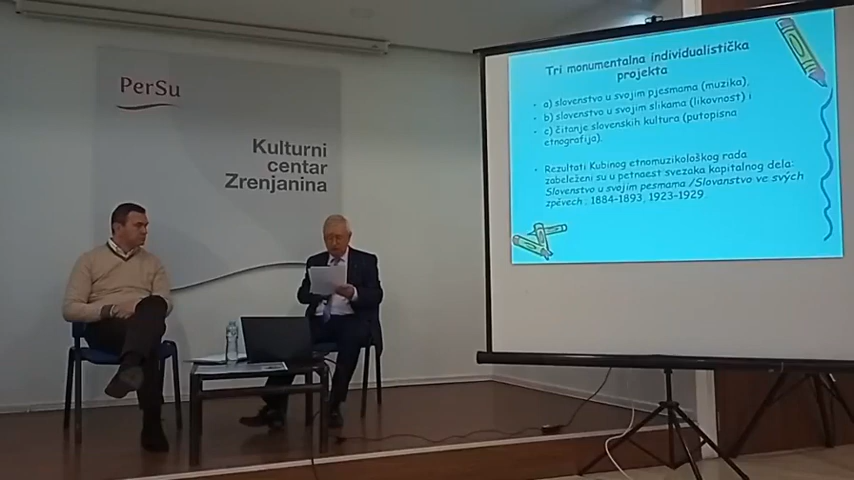 PerSu
Kulturni
centar
Zrenjanina
Tri monumentalna individualistička
projekta
• a) slovenstvo u svojim pjesmama (muzika),
• b) slovenstvo u svojim slikama (likovnost) i
• c) čitanje slovenskih kultura (putopisna
etnografija).
• Rezultati Kubinog etnomuzikološkog rada
zabeleženi su u petnaest svezaka kapitalnog dela:
Slovenstvo u svojim pesmama /Slovanstvo ve svých
zpěvech : 1884-1893, 1923-1929.